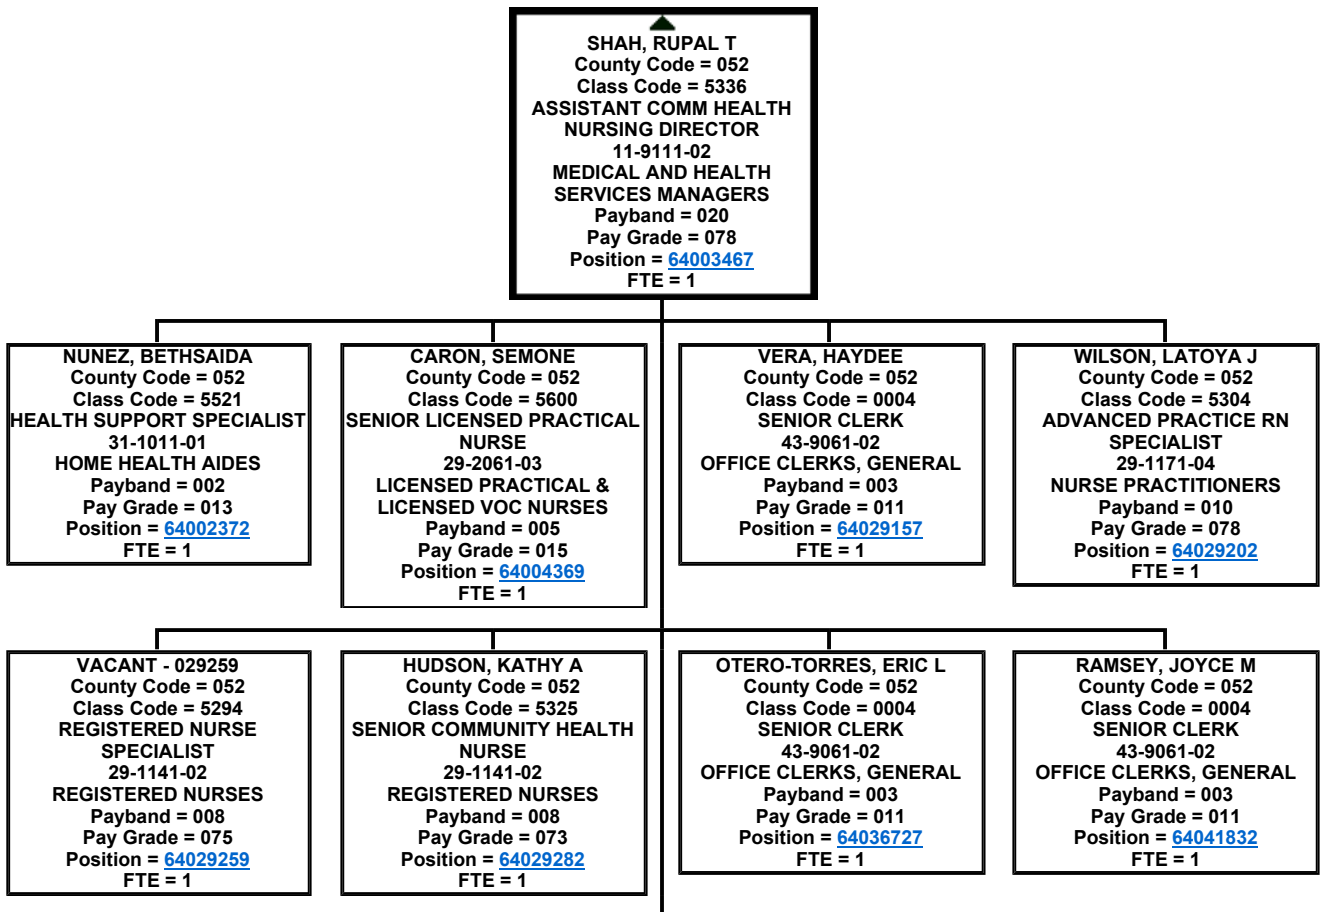 SHAH, RUPAL T
County Code = 052
Class Code = 5336
ASSISTANT COMM HEALTH
NURSING DIRECTOR
11-9111-02
MEDICAL AND HEALTH
SERVICES MANAGERS
Payband = 020
Pay Grade = 078
Position = 64003467
FTE = 1
NUNEZ, BETHSAIDA
County Code = 052
Class Code = 5521
HEALTH SUPPORT SPECIALIST
31-1011-01
HOME HEALTH AIDES
Payband = 002
Pay Grade = 013
Position = 64002372
FTE = 1
CARON, SEMONE
County Code = 052
Class Code = 5600
SENIOR LICENSED PRACTICAL
NURSE
29-2061-03
LICENSED PRACTICAL &
LICENSED VOC NURSES
Payband = 005
Pay Grade = 015
Position = 64004369
FTE = 1
VERA, HAYDEE
County Code = 052
Class Code = 0004
SENIOR CLERK
43-9061-02
OFFICE CLERKS, GENERAL
Payband = 003
Pay Grade = 011
Position = 64029157
FTE = 1
WILSON, LATOYA J
County Code = 052
Class Code = 5304
ADVANCED PRACTICE RN
SPECIALIST
29-1171-04
NURSE PRACTITIONERS
Payband = 010
Pay Grade = 078
Position = 64029202
FTE = 1
VACANT - 029259
County Code = 052
Class Code = 5294
REGISTERED NURSE
SPECIALIST
29-1141-02
REGISTERED NURSES
Payband = 008
Pay Grade = 075
Position = 64029259
FTE = 1
HUDSON, KATHY A
County Code = 052
Class Code = 5325
SENIOR COMMUNITY HEALTH
NURSE
29-1141-02
REGISTERED NURSES
Payband = 008
Pay Grade = 073
Position = 64029282
FTE = 1
OTERO-TORRES, ERIC L
County Code = 052
Class Code = 0004
SENIOR CLERK
43-9061-02
OFFICE CLERKS, GENERAL
Payband = 003
Pay Grade = 011
Position = 64036727
FTE = 1
RAMSEY, JOYCE M
County Code = 052
Class Code = 0004
SENIOR CLERK
43-9061-02
OFFICE CLERKS, GENERAL
Payband = 003
Pay Grade = 011
Position = 64041832
FTE = 1